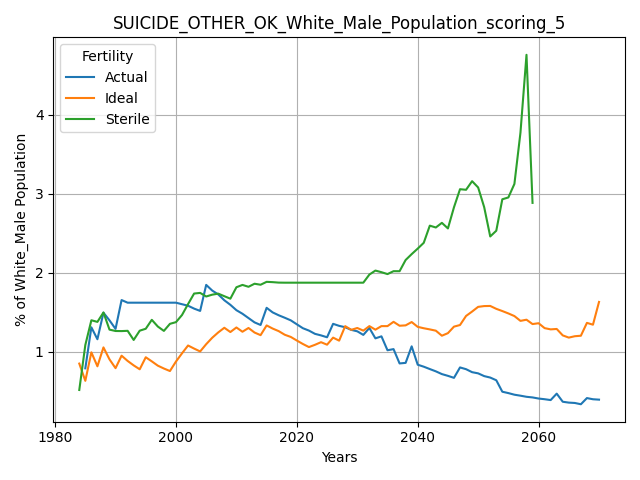 SUICIDE_OTHER_OK_White_Male_Population_scoring_5
Fertility
Actual
Ideal
Sterile
% of White_Male Population
4
3
2
1
1980
2000
2020
2040
2060
Years